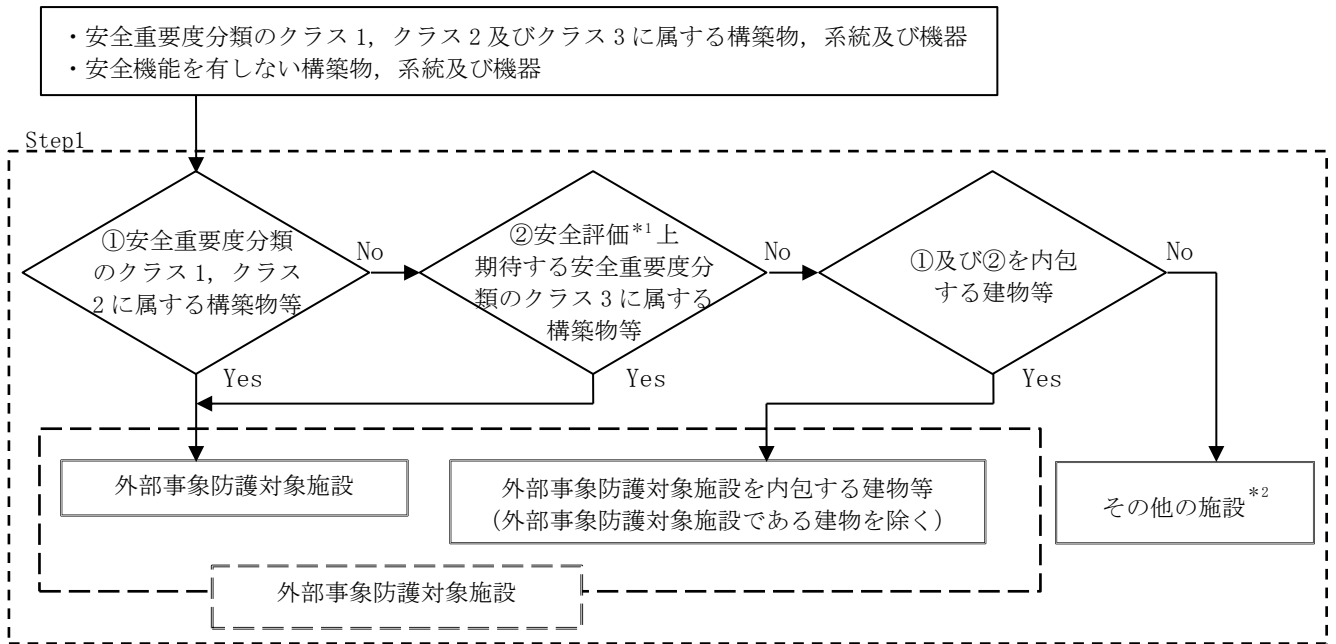 ・安全重要度分類のクラス1，クラス2及びクラス3に属する構築物，系統及び機器
・安全機能を有しない構築物，系統及び機器
Step1
①安全重要度分類
のクラス1，クラス
2に属する構築物等
No
②安全評価*1上
期待する安全重要度分
類のクラス3に属する
構築物等
No
①及び②を内包
する建物等
No
Yes
Yes
Yes
外部事象防護対象施設
外部事象防護対象施設を内包する建物等
（外部事象防護対象施設である建物を除く）
その他の施設*2
外部事象防護対象施設